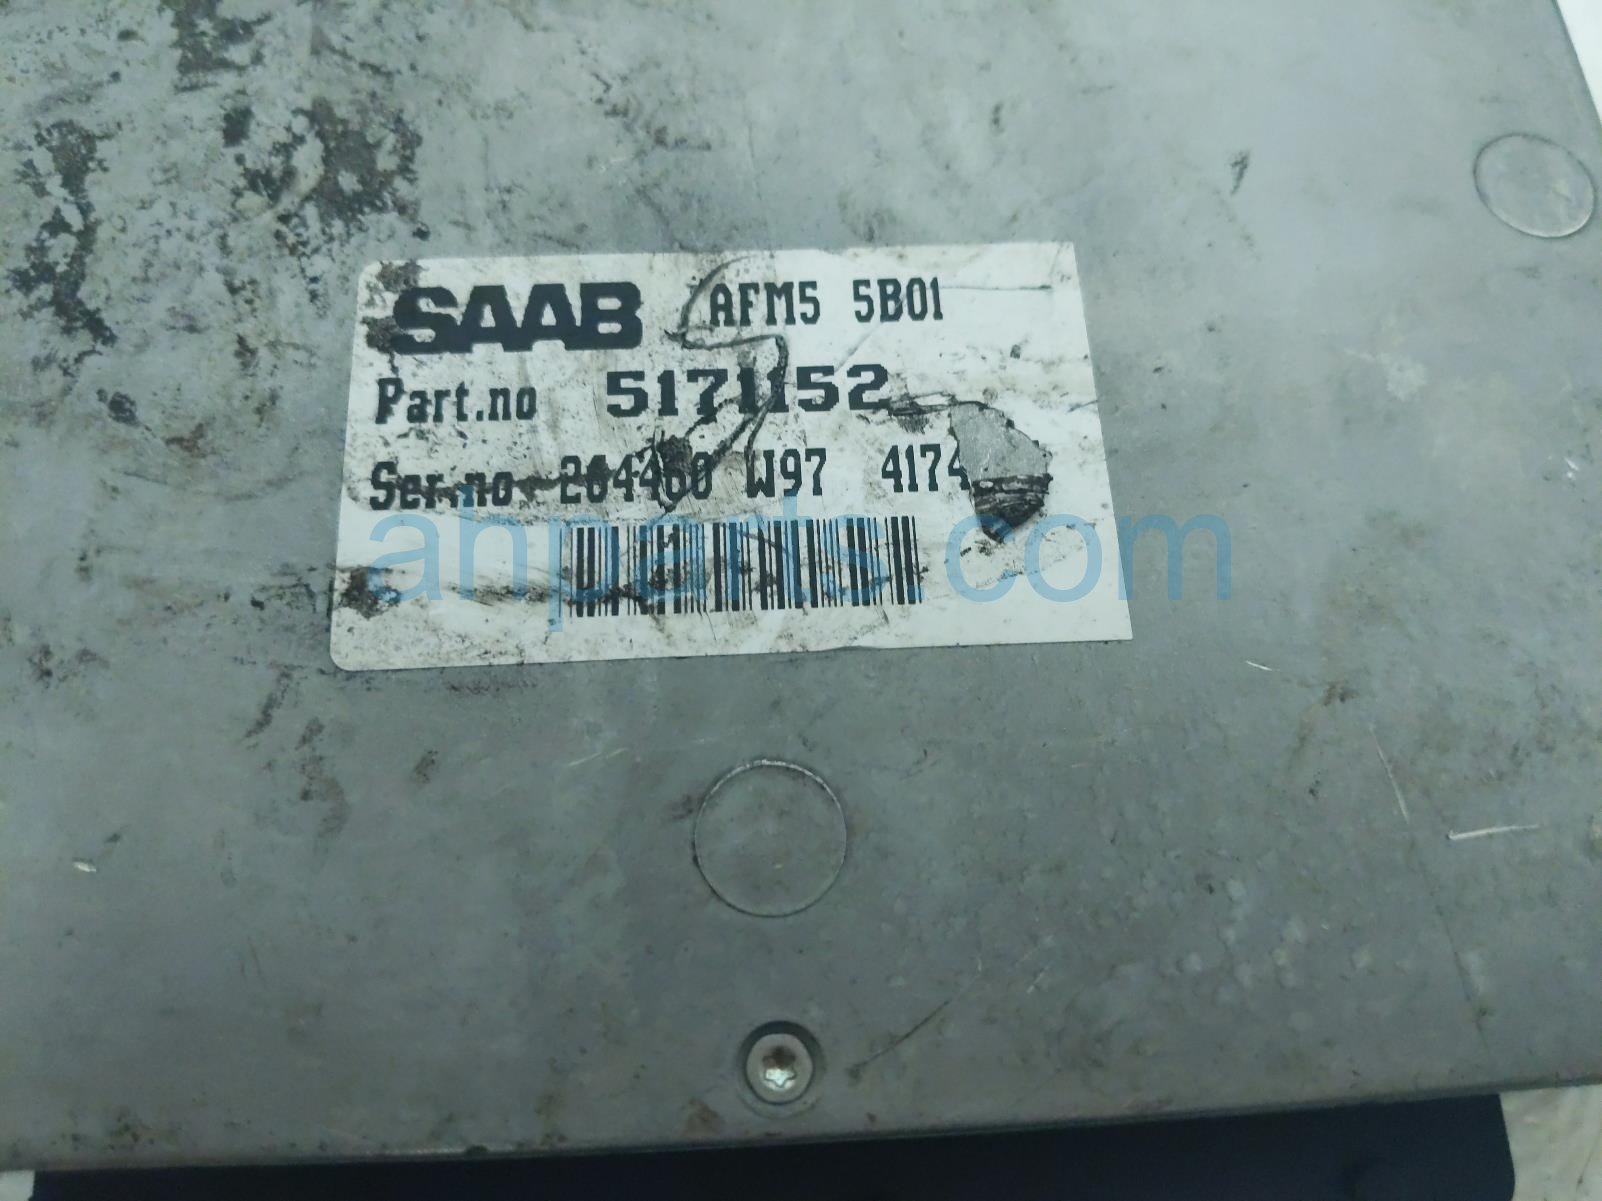 SAAB AFM5 5B01
Part.no 5171152
Ser.no 264460 W97 4174
ahparts.com